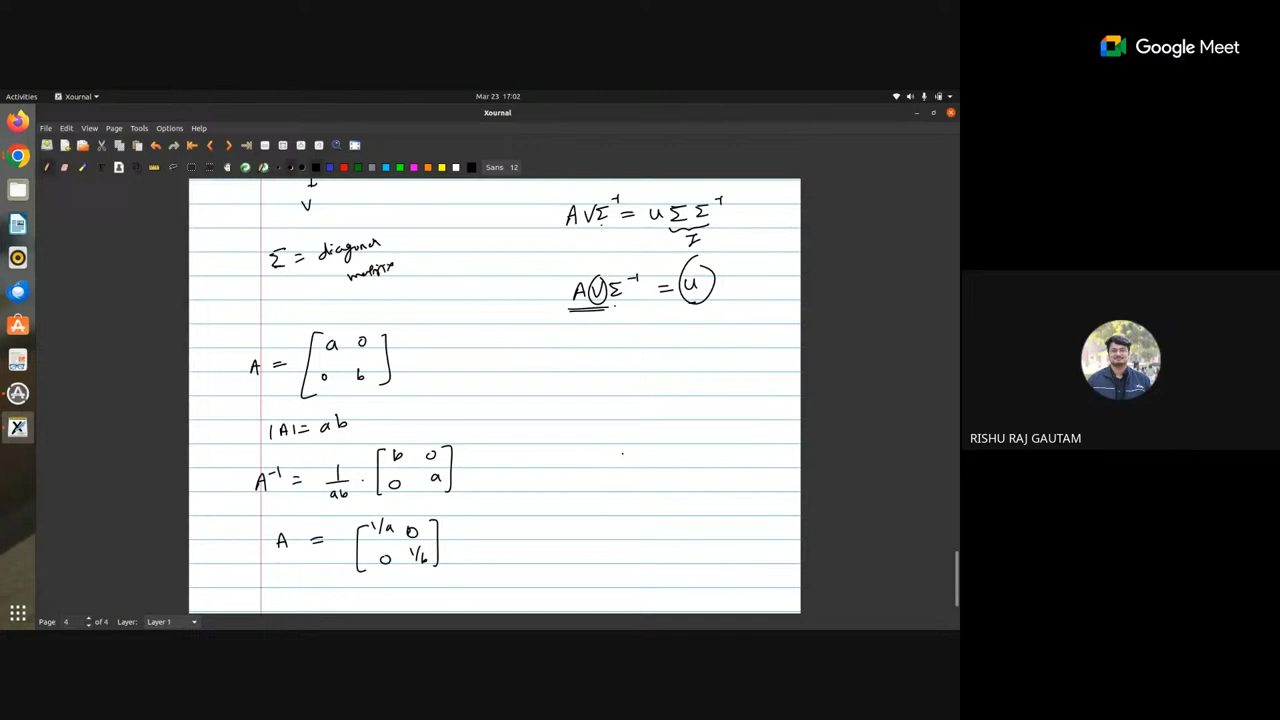 Google Meet
Activities Xournal Mar 23 17:02
Xournal
File Edit View Page Tools Options Help
Sans 12
V
Σ = diagonal
matrix
A = [a 0
0 b]
|A| = ab
A⁻¹ = 1/ab · [b 0
0 a]
A = [1/a 0
0 1/b]
AVΣ⁻¹ = UΣΣ⁻¹
I
AVΣ⁻¹ = U
Page 4 of 4 Layer: Layer 1
RISHU RAJ GAUTAM